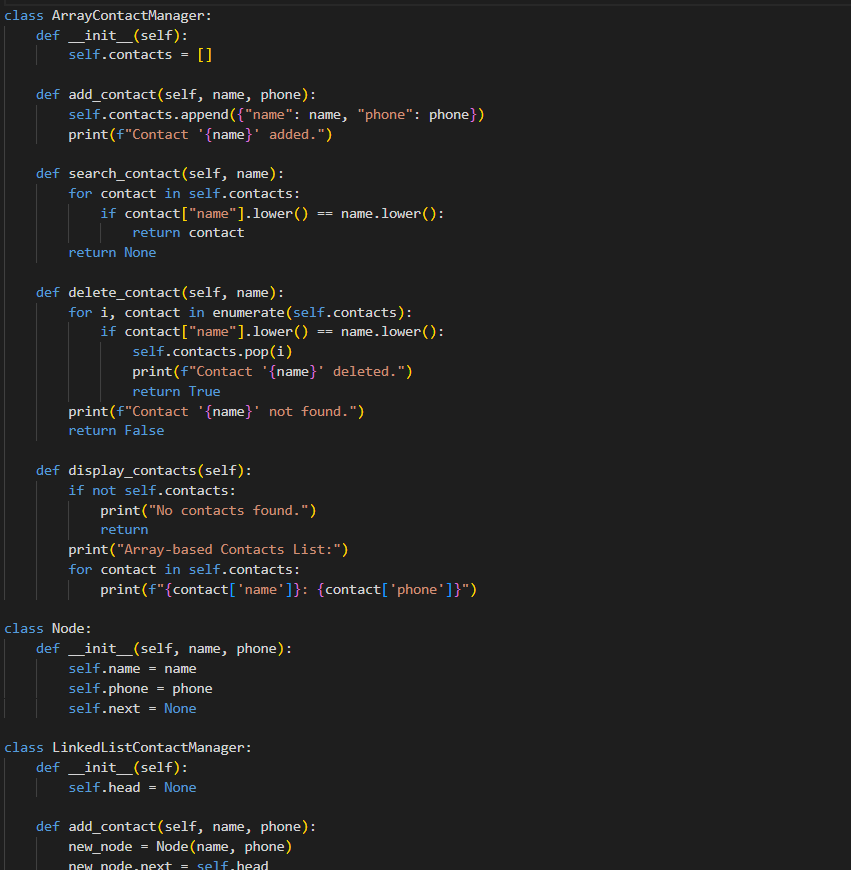 class ArrayContactManager:
    def __init__(self):
        self.contacts = []

    def add_contact(self, name, phone):
        self.contacts.append({"name": name, "phone": phone})
        print(f"Contact '{name}' added.")

    def search_contact(self, name):
        for contact in self.contacts:
            if contact["name"].lower() == name.lower():
                return contact
        return None

    def delete_contact(self, name):
        for i, contact in enumerate(self.contacts):
            if contact["name"].lower() == name.lower():
                self.contacts.pop(i)
                print(f"Contact '{name}' deleted.")
                return True
        print(f"Contact '{name}' not found.")
        return False

    def display_contacts(self):
        if not self.contacts:
            print("No contacts found.")
            return
        print("Array-based Contacts List:")
        for contact in self.contacts:
            print(f"{contact['name']}: {contact['phone']}")

class Node:
    def __init__(self, name, phone):
        self.name = name
        self.phone = phone
        self.next = None

class LinkedListContactManager:
    def __init__(self):
        self.head = None

    def add_contact(self, name, phone):
        new_node = Node(name, phone)
        new_node.next = self.head